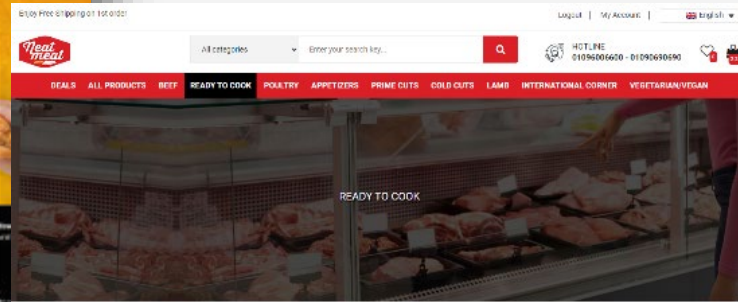 Enjoy Free Shipping on 1st order
Logout | My Account | English
Neat meat
All categories
Enter your search key...
HOTLINE
01096006600 - 01090690690
DEALS ALL PRODUCTS BEEF READY TO COOK POULTRY APPETIZERS PRIME CUTS COLD CUTS LAMB INTERNATIONAL CORNER VEGETARIAN/VEGAN
READY TO COOK